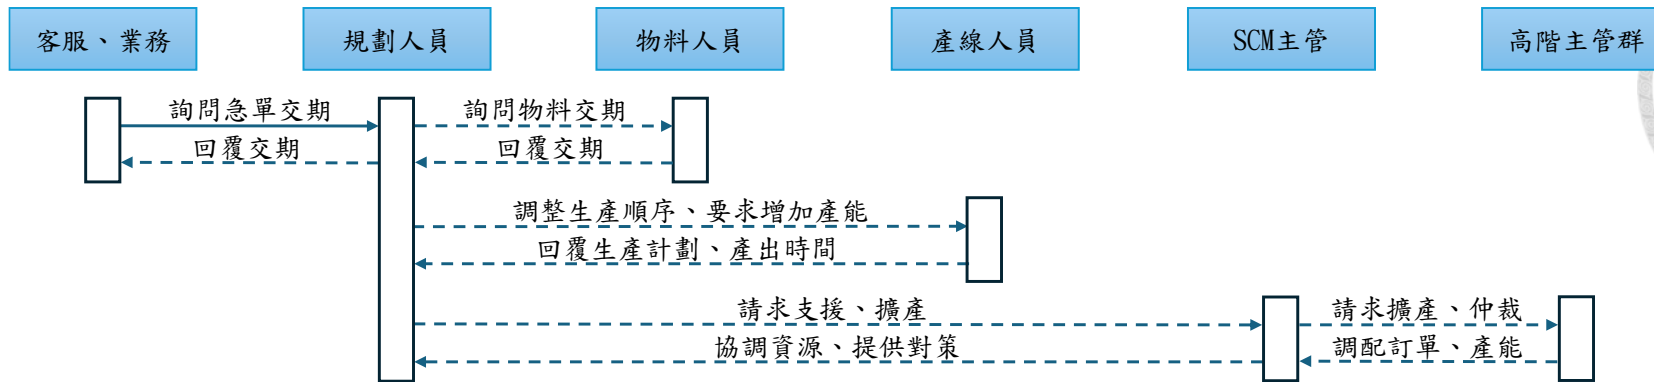 客服、業務
規劃人員
物料人員
產線人員
SCM主管
高階主管群
詢問急單交期
詢問物料交期
回覆交期
回覆交期
調整生產順序、要求增加產能
回覆生產計劃、產出時間
請求支援、擴產
請求擴產、仲裁
協調資源、提供對策
調配訂單、產能